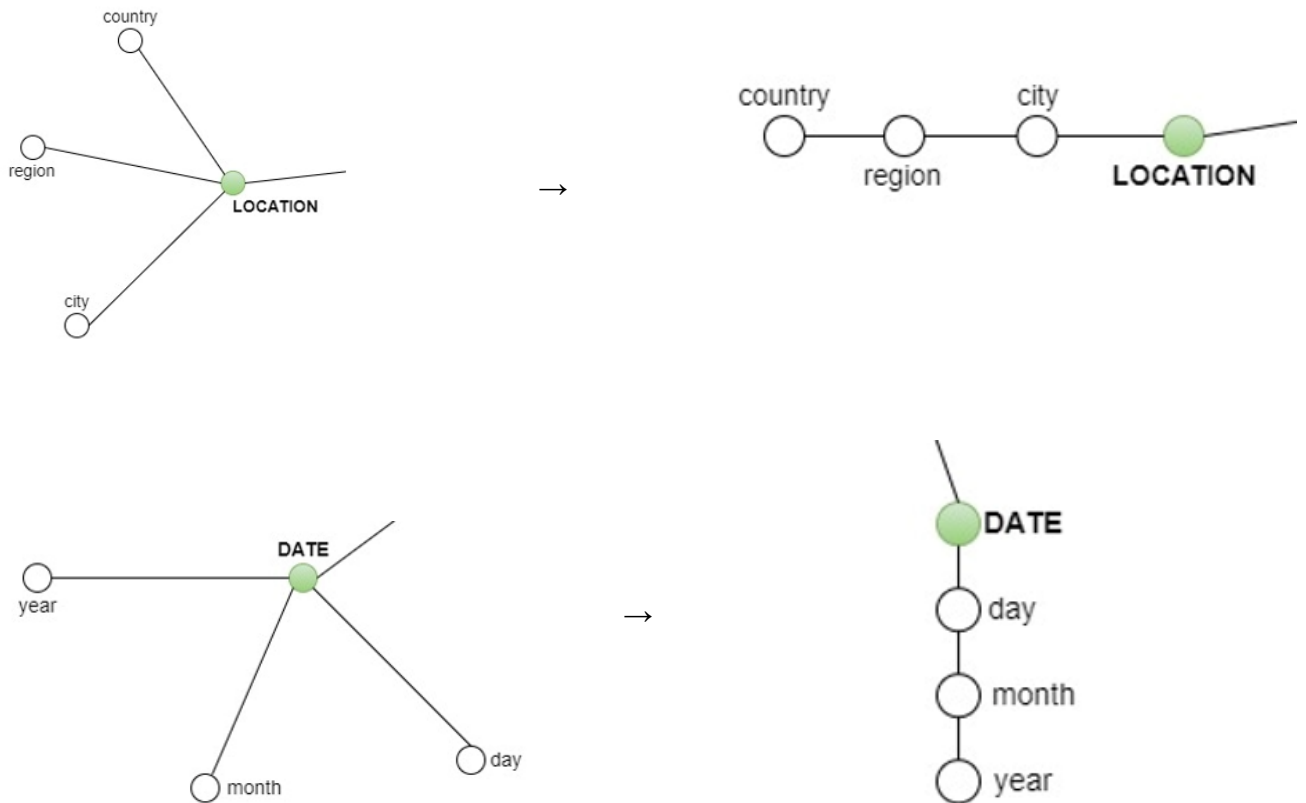 country
region
LOCATION
city
→
country
city
region
LOCATION
DATE
year
month
day
→
DATE
day
month
year